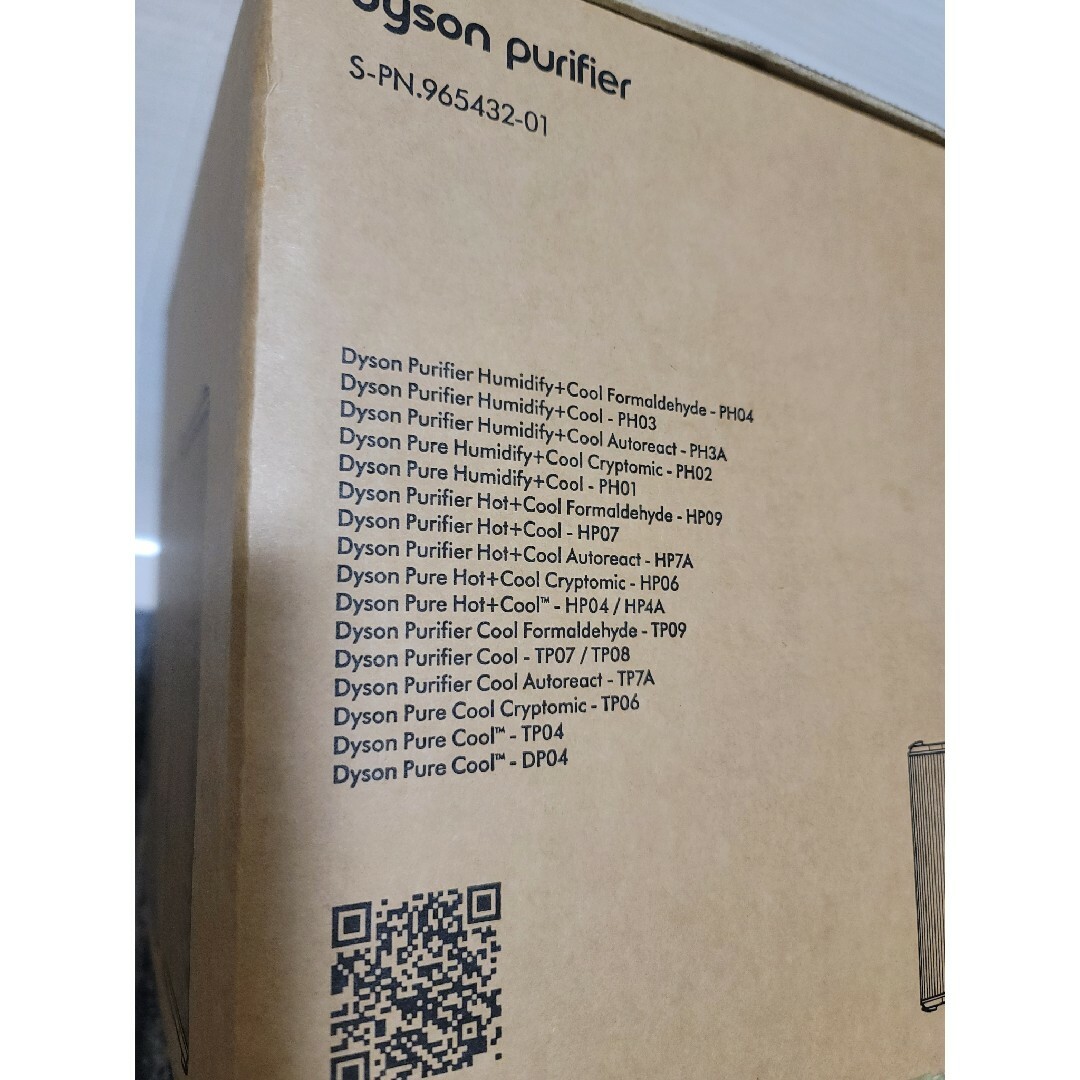 dyson purifier
S-PN.965432-01
Dyson Purifier Humidify+Cool Formaldehyde - PH04
Dyson Purifier Humidify+Cool - PH03
Dyson Purifier Humidify+Cool Autoreact - PH3A
Dyson Pure Humidify+Cool Cryptomic - PH02
Dyson Pure Humidify+Cool - PH01
Dyson Purifier Hot+Cool Formaldehyde - HP09
Dyson Purifier Hot+Cool - HP07
Dyson Purifier Hot+Cool Autoreact - HP7A
Dyson Pure Hot+Cool Cryptomic - HP06
Dyson Pure Hot+Cool™ - HP04 / HP4A
Dyson Purifier Cool Formaldehyde - TP09
Dyson Purifier Cool - TP07 / TP08
Dyson Purifier Cool Autoreact - TP7A
Dyson Pure Cool Cryptomic - TP06
Dyson Pure Cool™ - TP04
Dyson Pure Cool™ - DP04